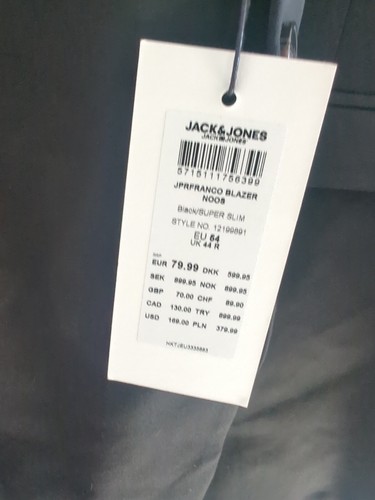 JACK&JONES
JACK&JONES
5715111756399
JPRFRANCO BLAZER
NOOS
Black/SUPER SLIM
STYLE NO. 12199891
EU 54
UK 44 R
RRP
EUR 79.99 DKK 599.95
SEK 899.95 NOK 899.95
GBP 70.00 CHF 89.90
CAD 130.00 TRY 899.99
USD 169.00 PLN 379.99